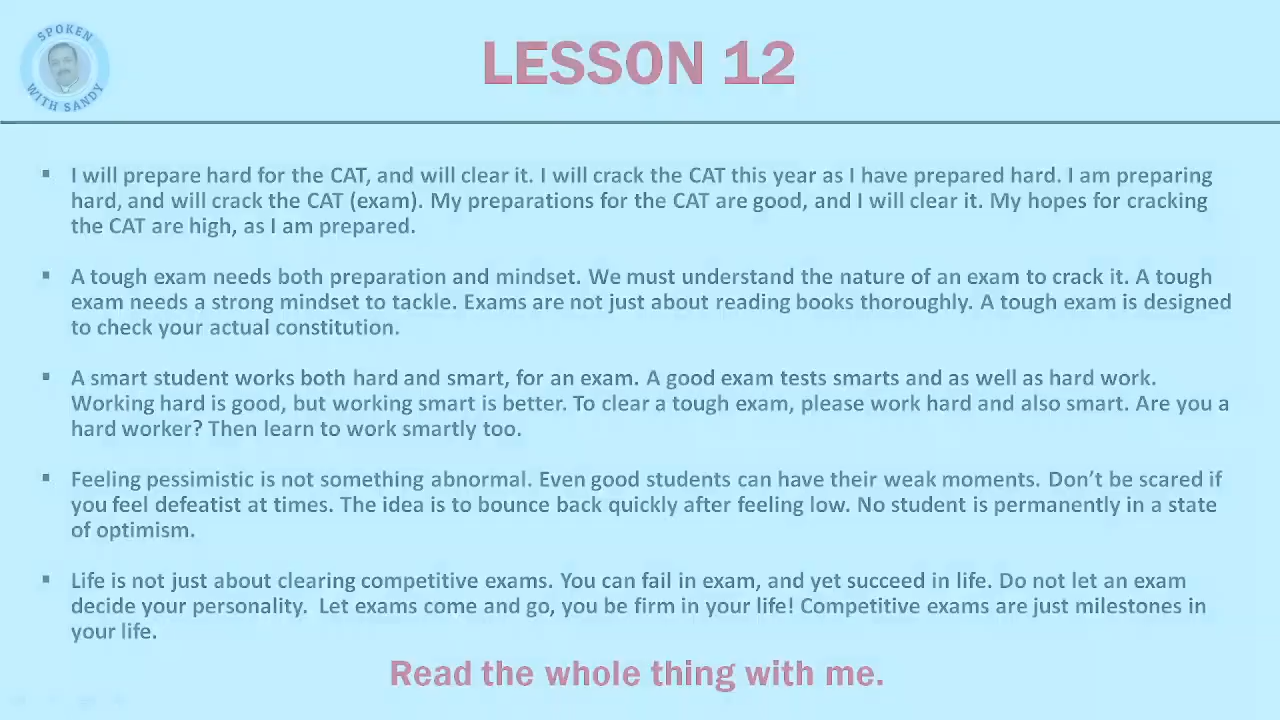 SPOKEN
WITH SANDY
LESSON 12
▪ I will prepare hard for the CAT, and will clear it. I will crack the CAT this year as I have prepared hard. I am preparing
hard, and will crack the CAT (exam). My preparations for the CAT are good, and I will clear it. My hopes for cracking
the CAT are high, as I am prepared.
▪ A tough exam needs both preparation and mindset. We must understand the nature of an exam to crack it. A tough
exam needs a strong mindset to tackle. Exams are not just about reading books thoroughly. A tough exam is designed
to check your actual constitution.
▪ A smart student works both hard and smart, for an exam. A good exam tests smarts and as well as hard work.
Working hard is good, but working smart is better. To clear a tough exam, please work hard and also smart. Are you a
hard worker? Then learn to work smartly too.
▪ Feeling pessimistic is not something abnormal. Even good students can have their weak moments. Don’t be scared if
you feel defeatist at times. The idea is to bounce back quickly after feeling low. No student is permanently in a state
of optimism.
▪ Life is not just about clearing competitive exams. You can fail in exam, and yet succeed in life. Do not let an exam
decide your personality.  Let exams come and go, you be firm in your life! Competitive exams are just milestones in
your life.
Read the whole thing with me.